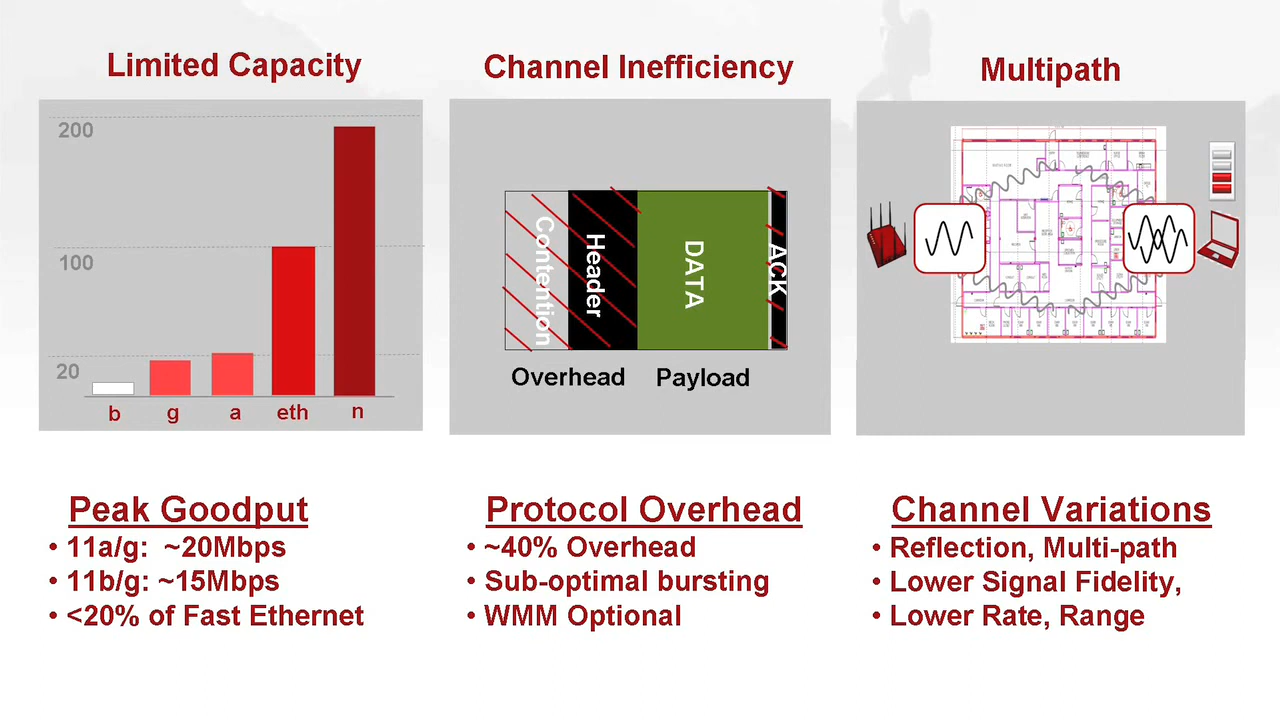 Limited Capacity
200
100
20
b
g
a
eth
n
Channel Inefficiency
Contention
Header
DATA
ACK
Overhead
Payload
Multipath
Peak Goodput
• 11a/g:  ~20Mbps
• 11b/g: ~15Mbps
• <20% of Fast Ethernet
Protocol Overhead
• ~40% Overhead
• Sub-optimal bursting
• WMM Optional
Channel Variations
• Reflection, Multi-path
• Lower Signal Fidelity,
• Lower Rate, Range